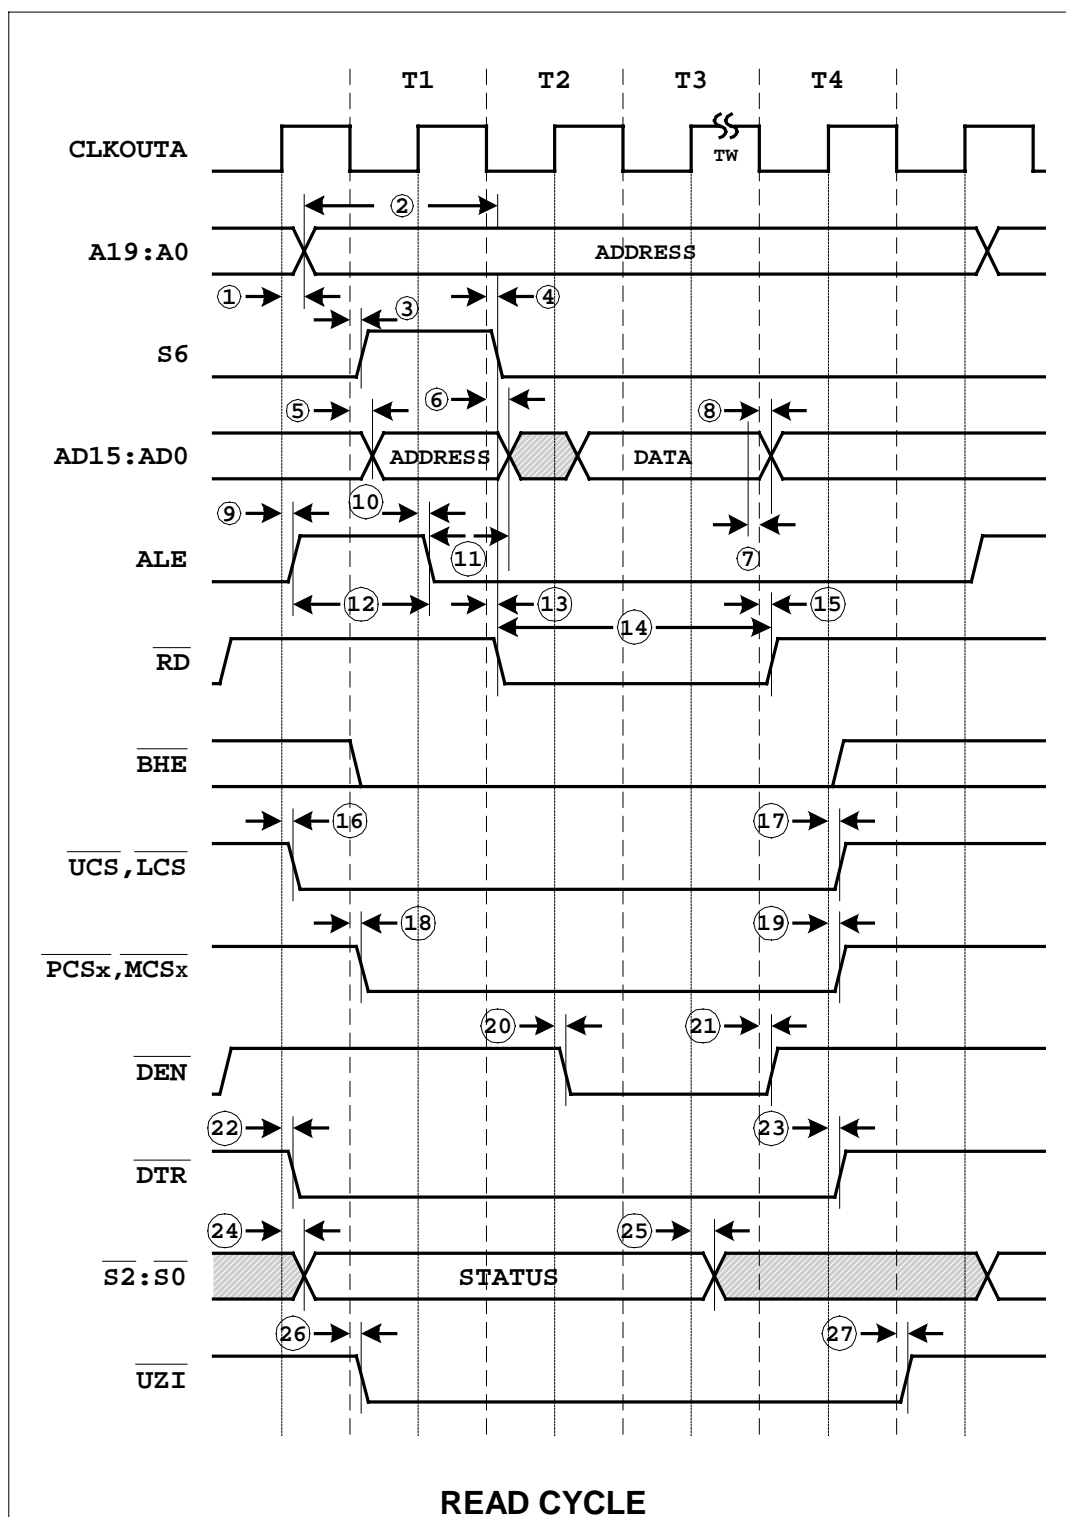 T1 T2 T3 T4
CLKOUTA TW
2
A19:A0 ADDRESS
1 3 4
S6
5 6 8
AD15:AD0 ADDRESS DATA
9 10
ALE 11 7
12 13 15
14
RD
BHE
16 17
UCS,LCS
18 19
PCSx,MCSx
20 21
DEN
22 23
DTR
24 25
S2:S0 STATUS
26 27
UZI
READ CYCLE